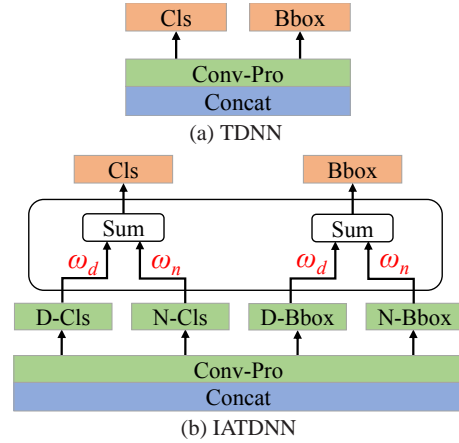 Cls Bbox
Conv-Pro
Concat
(a) TDNN
Cls Bbox
Sum Sum
ω_d ω_n ω_d ω_n
D-Cls N-Cls D-Bbox N-Bbox
Conv-Pro
Concat
(b) IATDNN